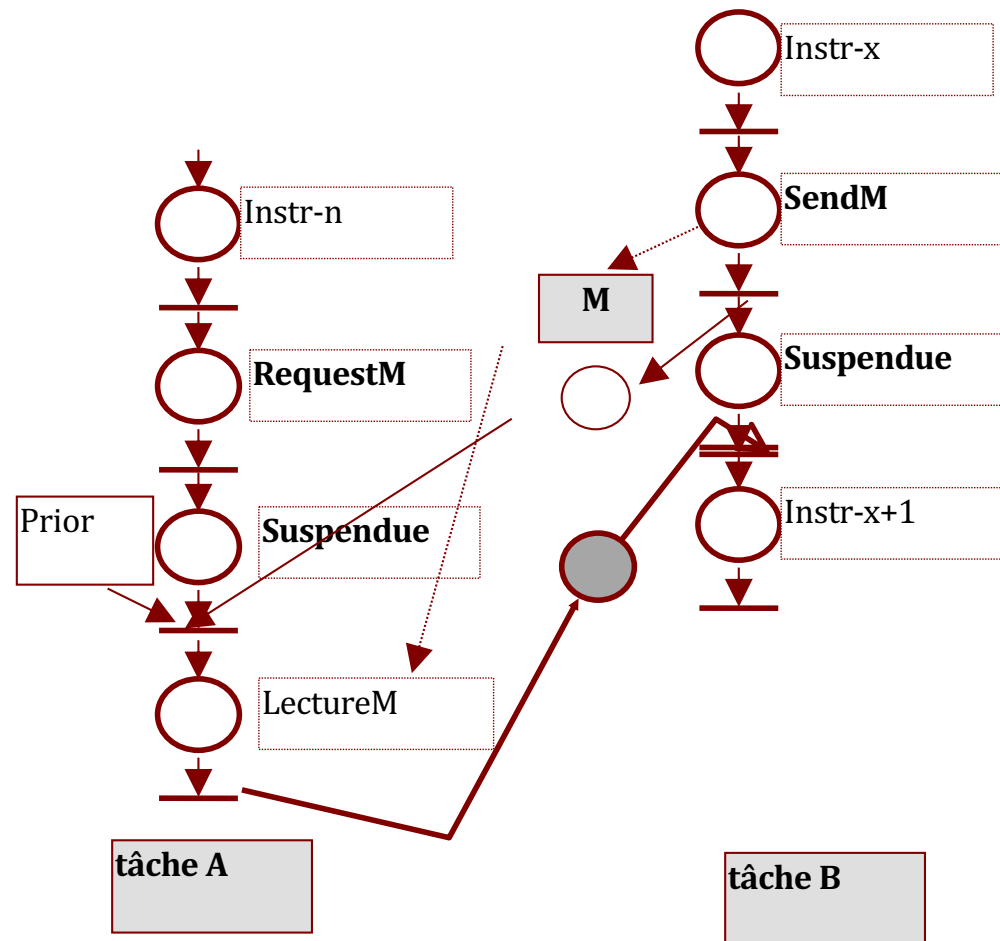 Instr-x
SendM
Instr-n
M
Suspendue
RequestM
Prior
Suspendue
Instr-x+1
LectureM
tâche A
tâche B